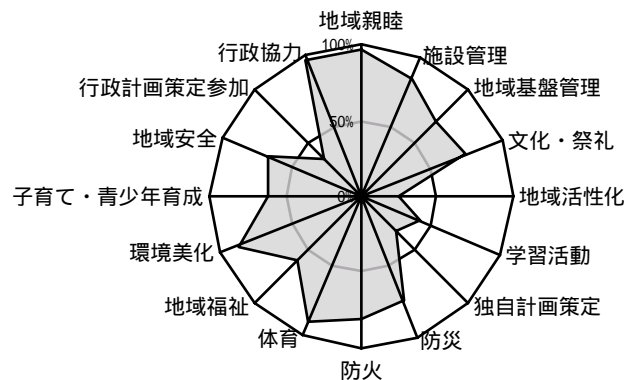 地域親睦
施設管理
地域基盤管理
文化・祭礼
地域活性化
学習活動
独自計画策定
防災
防火
体育
地域福祉
環境美化
子育て・青少年育成
地域安全
行政計画策定参加
行政協力
100%
50%
0%